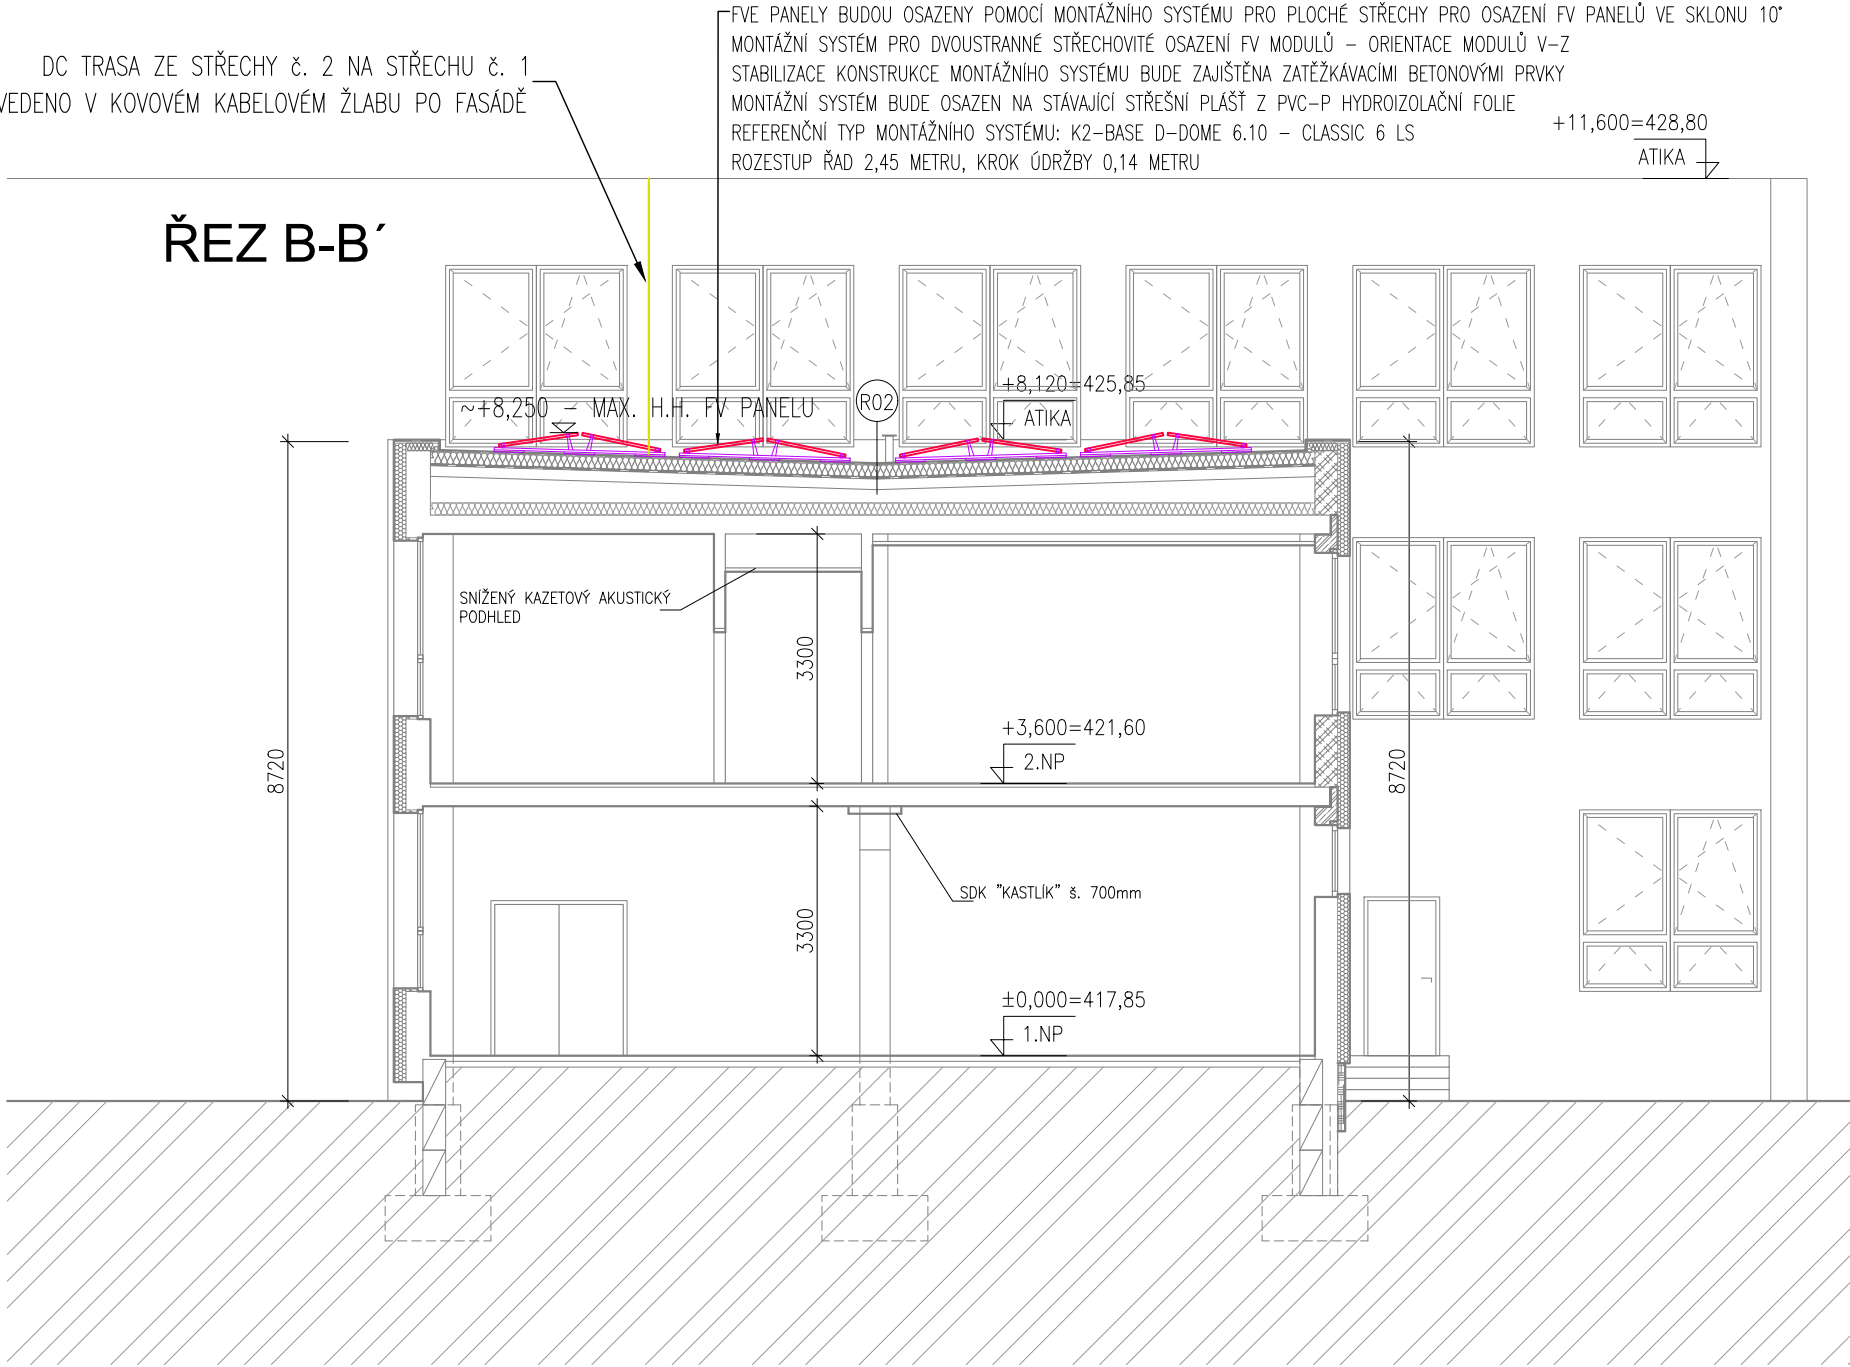 FVE PANELY BUDOU OSAZENY POMOCÍ MONTÁŽNÍHO SYSTÉMU PRO PLOCHÉ STŘECHY PRO OSAZENÍ FV PANELŮ VE SKLONU 10°
MONTÁŽNÍ SYSTÉM PRO DVOUSTRANNÉ STŘECHOVITÉ OSAZENÍ FV MODULŮ – ORIENTACE MODULŮ V–Z
STABILIZACE KONSTRUKCE MONTÁŽNÍHO SYSTÉMU BUDE ZAJIŠTĚNA ZATĚŽKÁVACÍMI BETONOVÝMI PRVKY
MONTÁŽNÍ SYSTÉM BUDE OSAZEN NA STÁVAJÍCÍ STŘEŠNÍ PLÁŠŤ Z PVC–P HYDROIZOLAČNÍ FOLIE
REFERENČNÍ TYP MONTÁŽNÍHO SYSTÉMU: K2–BASE D–DOME 6.10 – CLASSIC 6 LS
ROZESTUP ŘAD 2,45 METRU, KROK ÚDRŽBY 0,14 METRU
DC TRASA ZE STŘECHY č. 2 NA STŘECHU č. 1
VEDENO V KOVOVÉM KABELOVÉM ŽLABU PO FASÁDĚ
+11,600=428,80
ATIKA
ŘEZ B-B´
~+8,250 – MAX. H.H. FV PANELU
R02
+8,120=425,85
ATIKA
SNÍŽENÝ KAZETOVÝ AKUSTICKÝ
PODHLED
3300
+3,600=421,60
2.NP
8720
8720
SDK "KASTLÍK" š. 700mm
3300
±0,000=417,85
1.NP